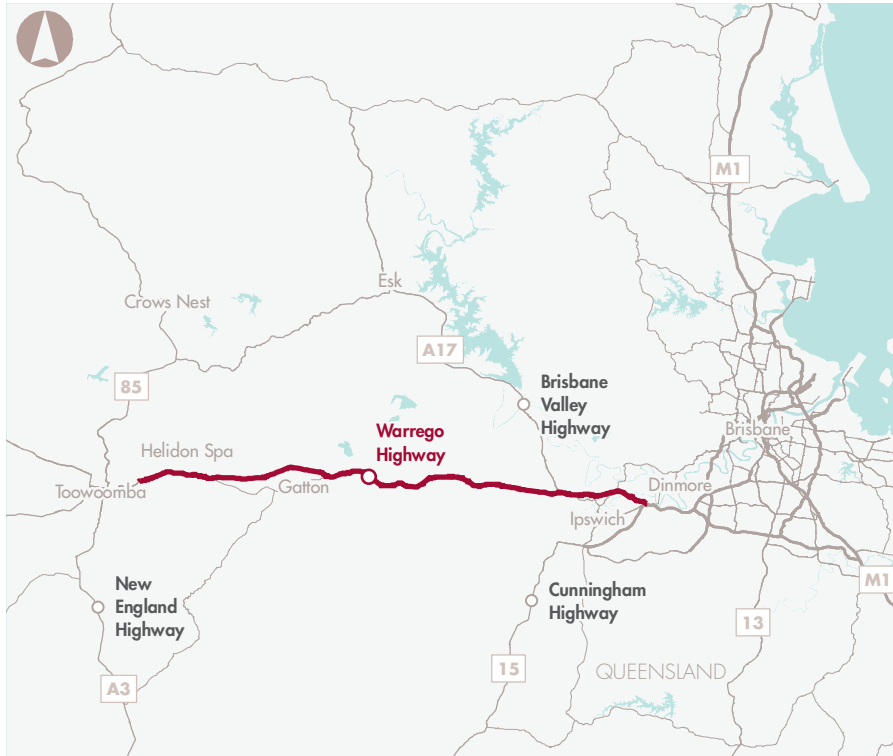 M1
Esk
Crows Nest
A17
85
Brisbane
Valley
Highway
Warrego
Highway
Brisbane
Helidon Spa
Dinmore
Toowoomba
Gatton
Ipswich
New
England
Highway
Cunningham
Highway
M1
13
15
QUEENSLAND
A3